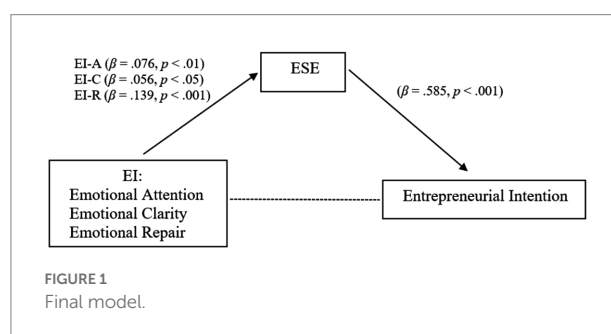 EI-A (β = .076, p < .01)
EI-C (β = .056, p < .05)
EI-R (β = .139, p < .001)
ESE
(β = .585, p < .001)
EI:
Emotional Attention
Emotional Clarity
Emotional Repair
Entrepreneurial Intention
FIGURE 1
Final model.